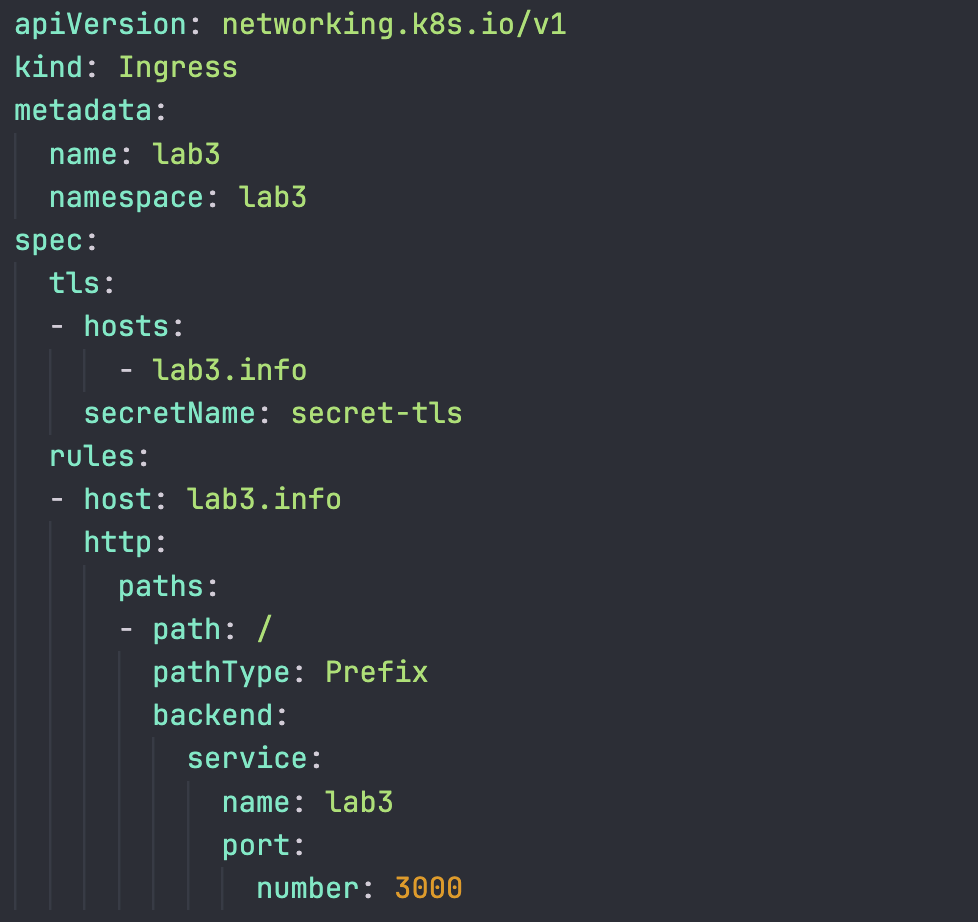 apiVersion: networking.k8s.io/v1
kind: Ingress
metadata:
  name: lab3
  namespace: lab3
spec:
  tls:
  - hosts:
      - lab3.info
    secretName: secret-tls
  rules:
  - host: lab3.info
    http:
      paths:
      - path: /
        pathType: Prefix
        backend:
          service:
            name: lab3
            port:
              number: 3000